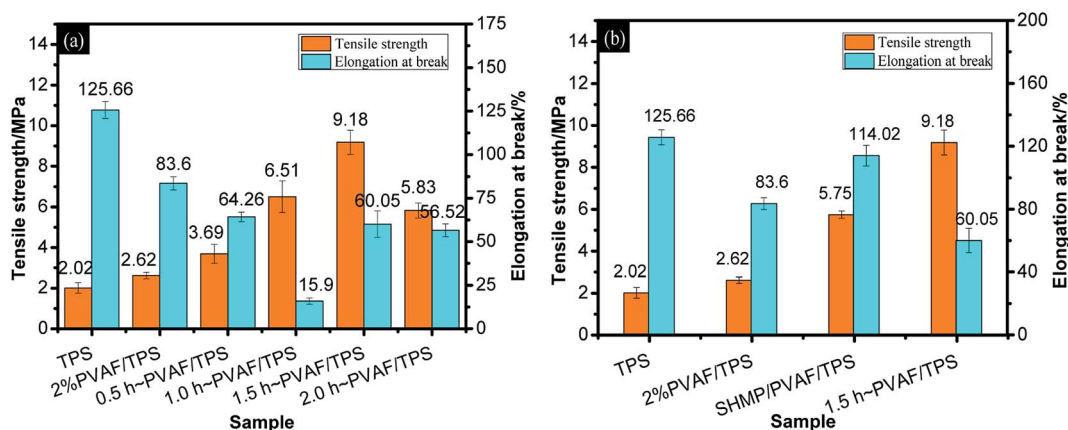 (a)
Tensile strength
Elongation at break
Tensile strength/MPa
14
12
10
8
6
4
2
0
175
150
125
100
75
50
25
0
Elongation at break/%
2.02
125.66
2.62
83.6
3.69
64.26
6.51
15.9
9.18
60.05
5.83
56.52
TPS
2%PVAF/TPS
0.5 h~PVAF/TPS
1.0 h~PVAF/TPS
1.5 h~PVAF/TPS
2.0 h~PVAF/TPS
Sample
(b)
Tensile strength
Elongation at break
Tensile strength/MPa
14
12
10
8
6
4
2
0
200
160
120
80
40
0
Elongation at break/%
2.02
125.66
2.62
83.6
5.75
114.02
9.18
60.05
TPS
2%PVAF/TPS
SHMP/PVAF/TPS
1.5 h~PVAF/TPS
Sample